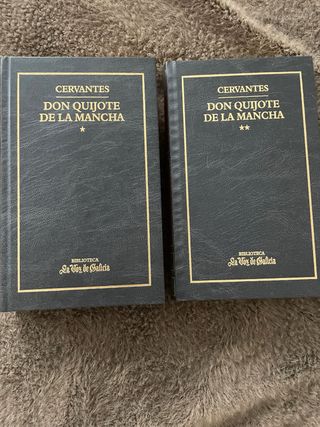 CERVANTES
DON QUIJOTE
DE LA MANCHA
*
BIBLIOTECA
La Voz de Galicia
CERVANTES
DON QUIJOTE
DE LA MANCHA
**
BIBLIOTECA
La Voz de Galicia